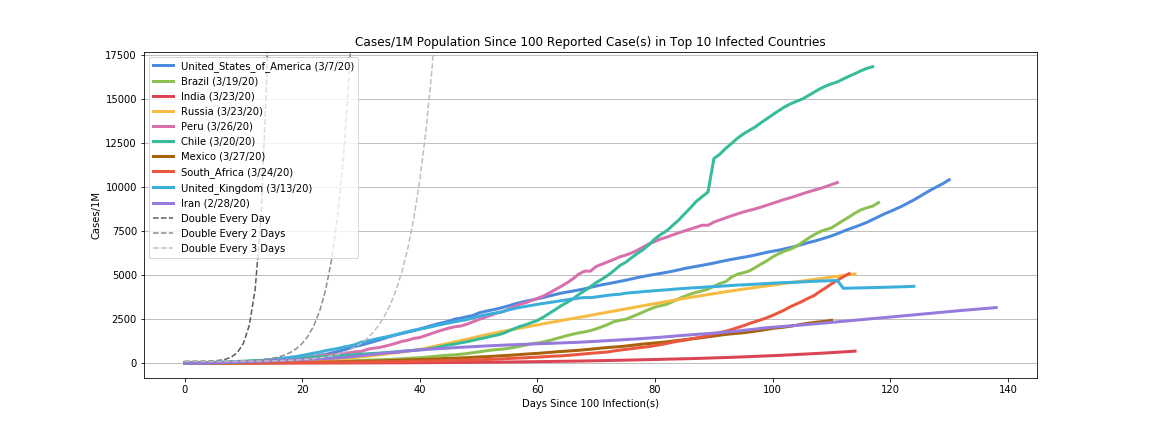 Cases/1M Population Since 100 Reported Case(s) in Top 10 Infected Countries
17500
15000
12500
10000
7500
5000
2500
0
Cases/1M
United_States_of_America (3/7/20)
Brazil (3/19/20)
India (3/23/20)
Russia (3/23/20)
Peru (3/26/20)
Chile (3/20/20)
Mexico (3/27/20)
South_Africa (3/24/20)
United_Kingdom (3/13/20)
Iran (2/28/20)
Double Every Day
Double Every 2 Days
Double Every 3 Days
0 20 40 60 80 100 120 140
Days Since 100 Infection(s)